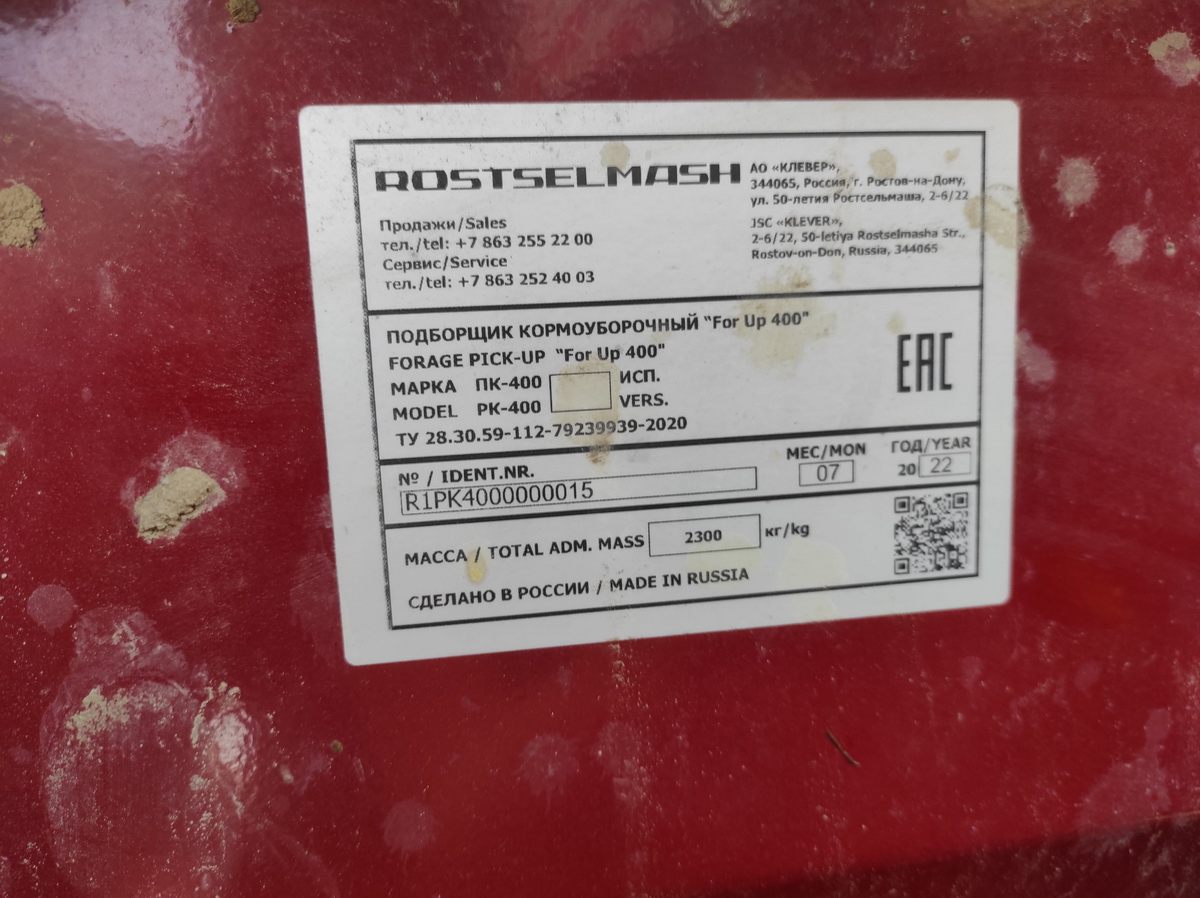 ROSTSELMASH
АО «КЛЕВЕР»,
344065, Россия, г. Ростов-на-Дону,
ул. 50-летия Ростсельмаша, 2-6/22
JSC «KLEVER»,
2-6/22, 50-letiya Rostselmasha Str.,
Rostov-on-Don, Russia, 344065
Продажи/Sales
тел./tel: +7 863 255 22 00
Сервис/Service
тел./tel: +7 863 252 40 03
ПОДБОРЩИК КОРМОУБОРОЧНЫЙ "For Up 400"
FORAGE PICK-UP "For Up 400"
МАРКА ПК-400 ИСП.
MODEL PK-400 VERS.
ТУ 28.30.59-112-79239939-2020
EAC
№ / IDENT.NR.
R1PK4000000015
МЕС/MON
07
ГОД/YEAR
20 22
МАССА / TOTAL ADM. MASS 2300 кг/kg
СДЕЛАНО В РОССИИ / MADE IN RUSSIA